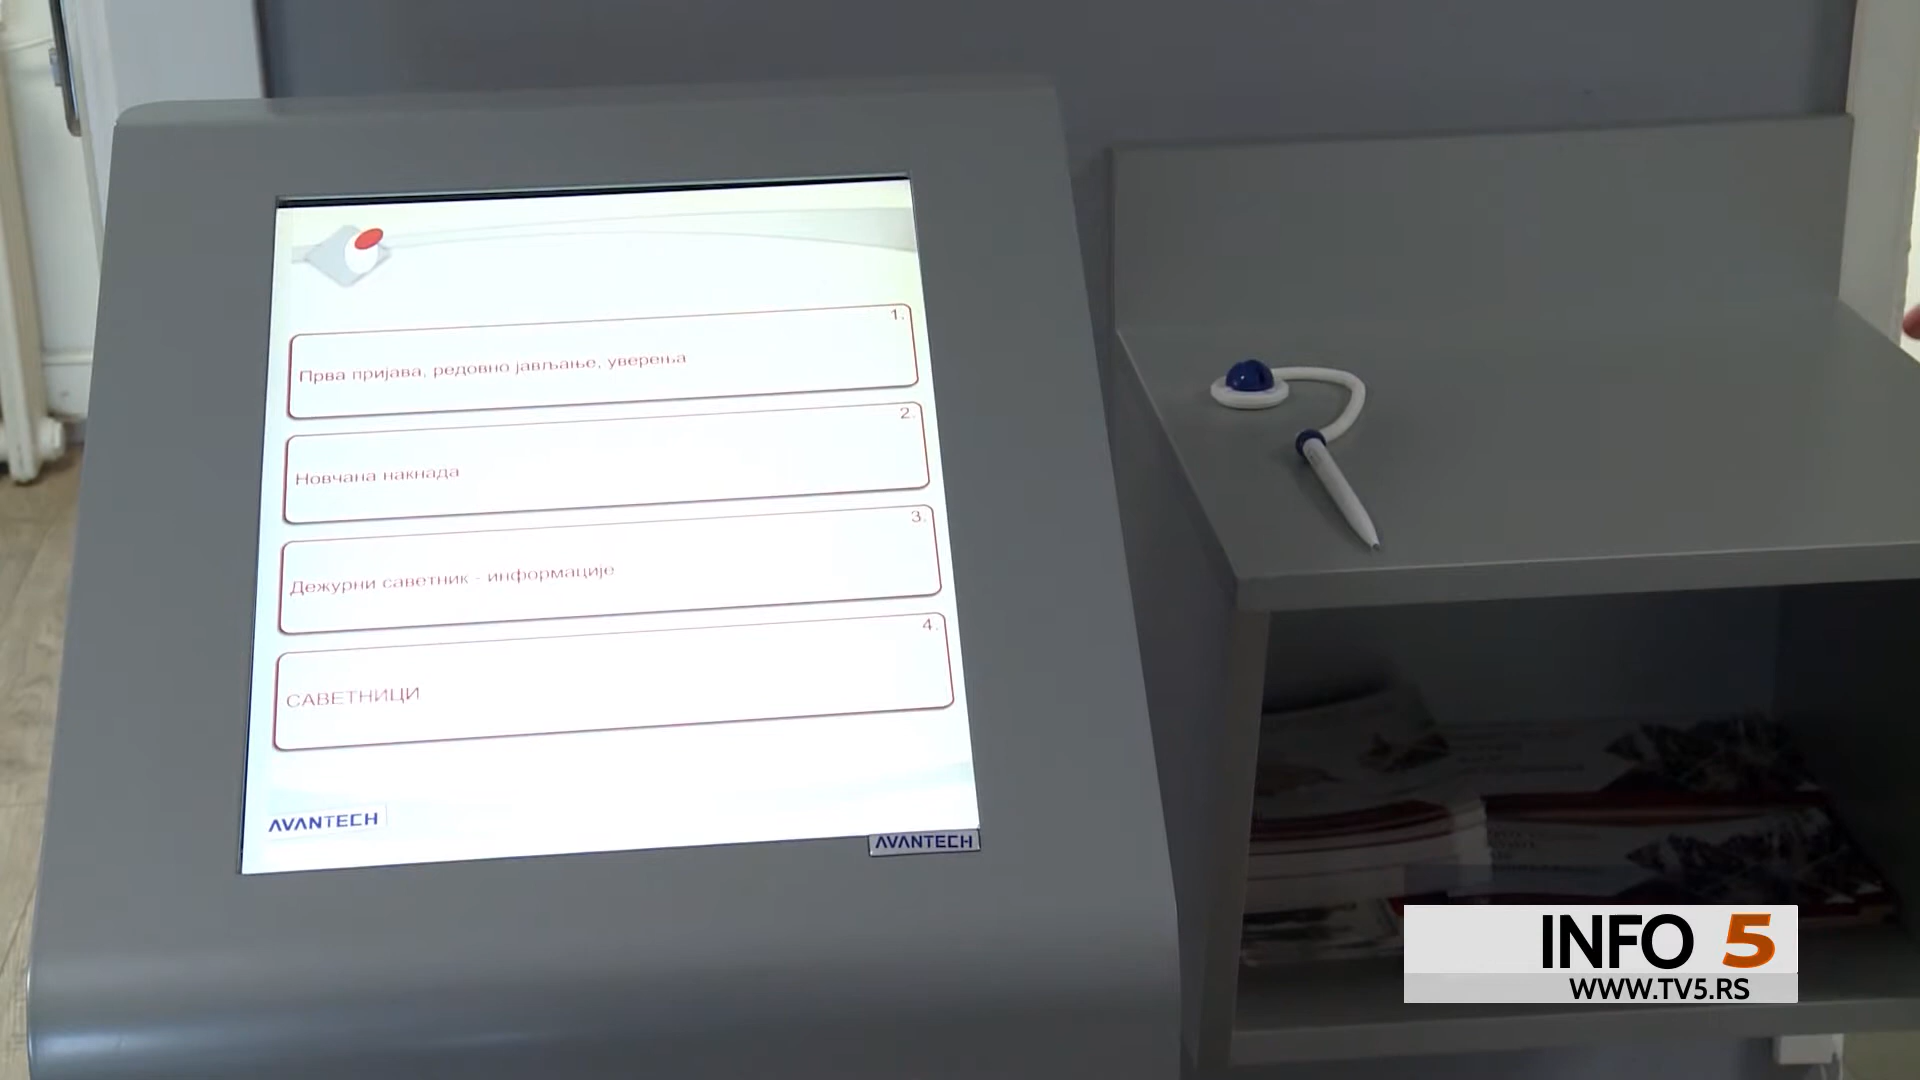 1.
Прва пријава, редовно јављање, уверења
2.
Новчана накнада
3.
Дежурни саветник - информације
4.
САВЕТНИЦИ
AVANTECH
AVANTECH
INFO 5
WWW.TV5.RS